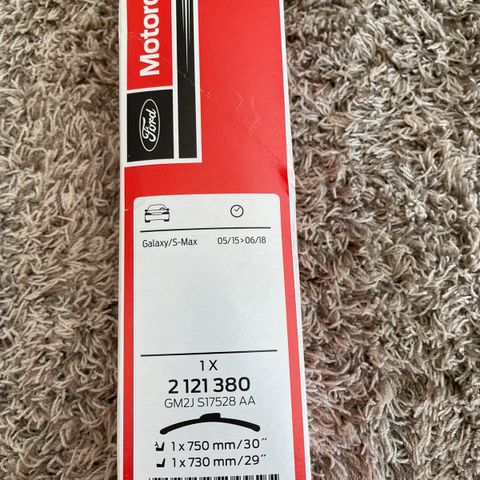 Motorc
Ford
Galaxy/S-Max 05/15>06/18
1 X
2 121 380
GM2J S17528 AA
1 x 750 mm/30˝
1 x 730 mm/29˝